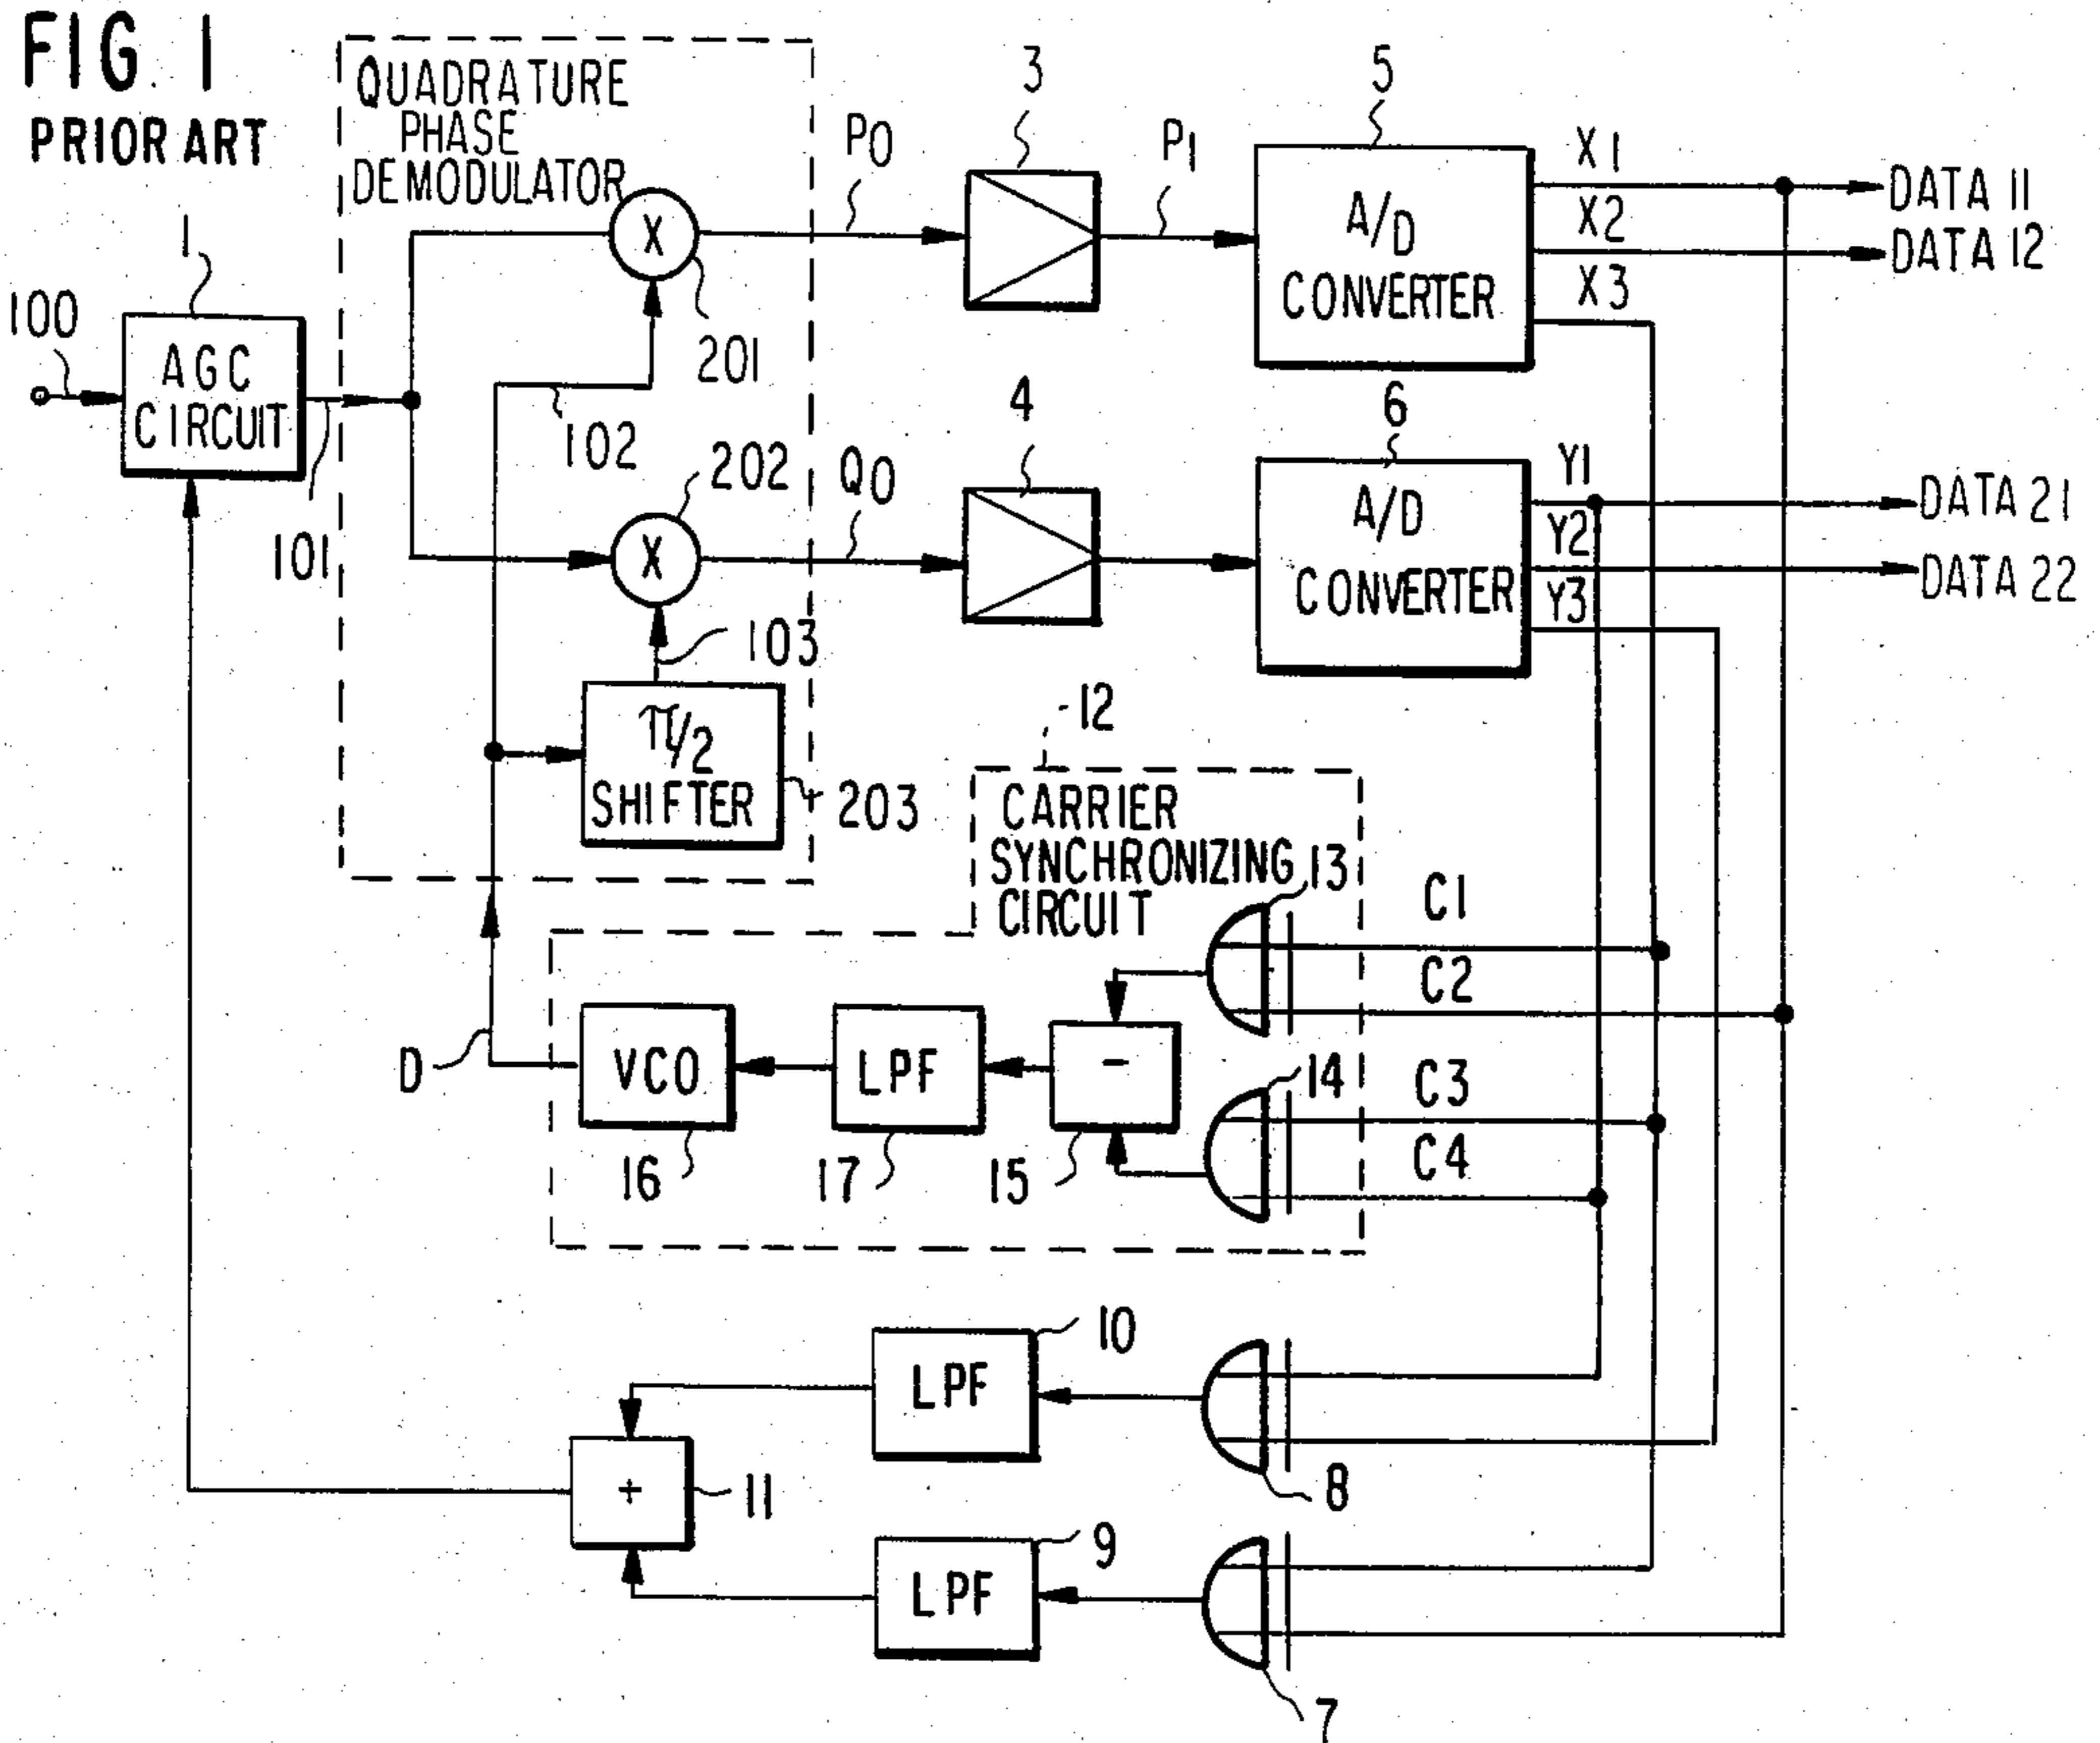 FIG. 1
PRIOR ART
QUADRATURE
PHASE
DEMODULATOR
3
5
P0
P1
X1
X2
X3
DATA 11
DATA 12
X
A/D
CONVERTER
1
100
AGC
CIRCUIT
101
201
102
202
X
Q0
4
6
A/D
CONVERTER
Y1
Y2
Y3
DATA 21
DATA 22
103
π/2
SHIFTER
203
12
CARRIER
SYNCHRONIZING
CIRCUIT
13
C1
C2
D
VCO
LPF
-
14
C3
C4
16
17
15
10
LPF
8
+
11
9
LPF
7